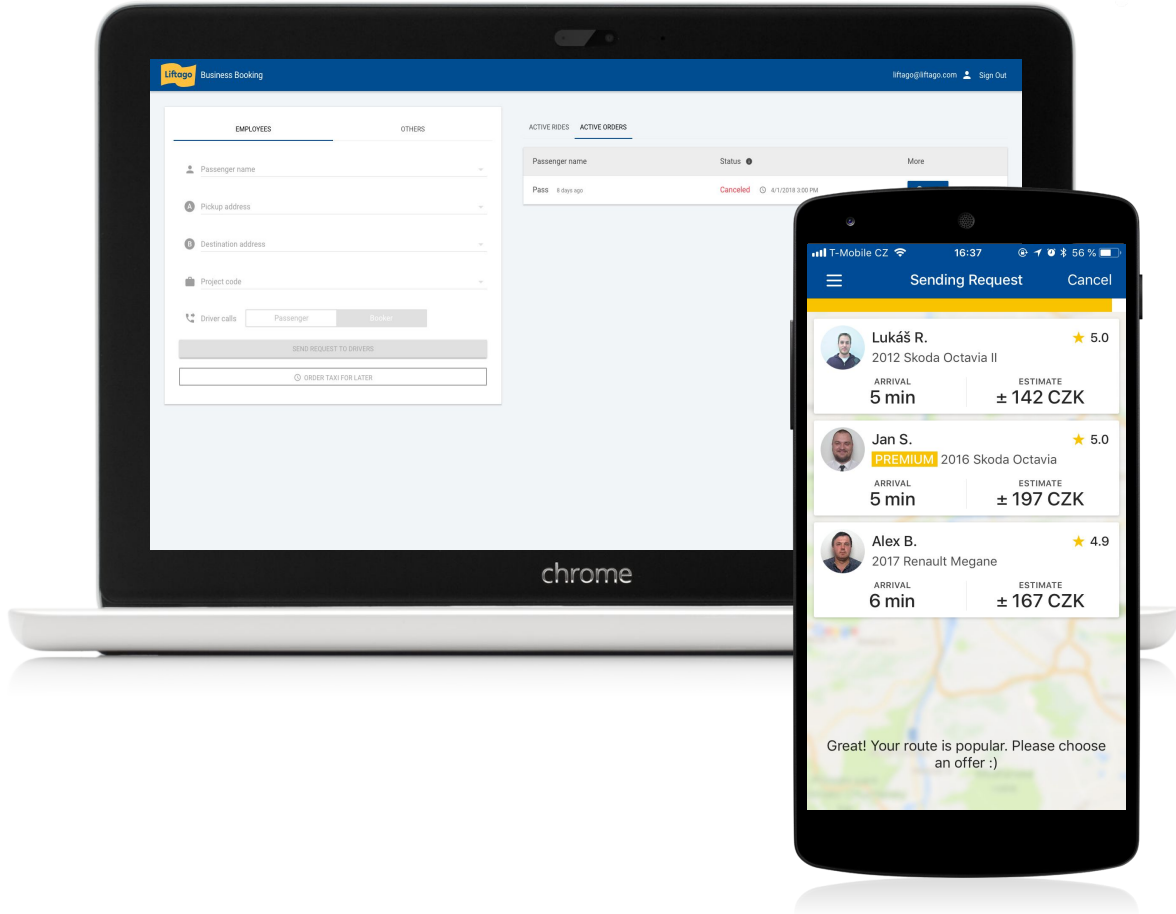 Liftago Business Booking
liftago@liftago.com Sign Out
EMPLOYEES OTHERS
Passenger name
A Pickup address
B Destination address
Project code
Driver calls Passenger Booker
SEND REQUEST TO DRIVERS
ORDER TAXI FOR LATER
ACTIVE RIDES ACTIVE ORDERS
Passenger name Status More
Pass 8 days ago Canceled 4/1/2018 3:00 PM
chrome
T-Mobile CZ 16:37 56 %
Sending Request Cancel
Lukáš R. 5.0
2012 Skoda Octavia II
ARRIVAL ESTIMATE
5 min ± 142 CZK
Jan S. 5.0
PREMIUM 2016 Skoda Octavia
ARRIVAL ESTIMATE
5 min ± 197 CZK
Alex B. 4.9
2017 Renault Megane
ARRIVAL ESTIMATE
6 min ± 167 CZK
Great! Your route is popular. Please choose
an offer :)